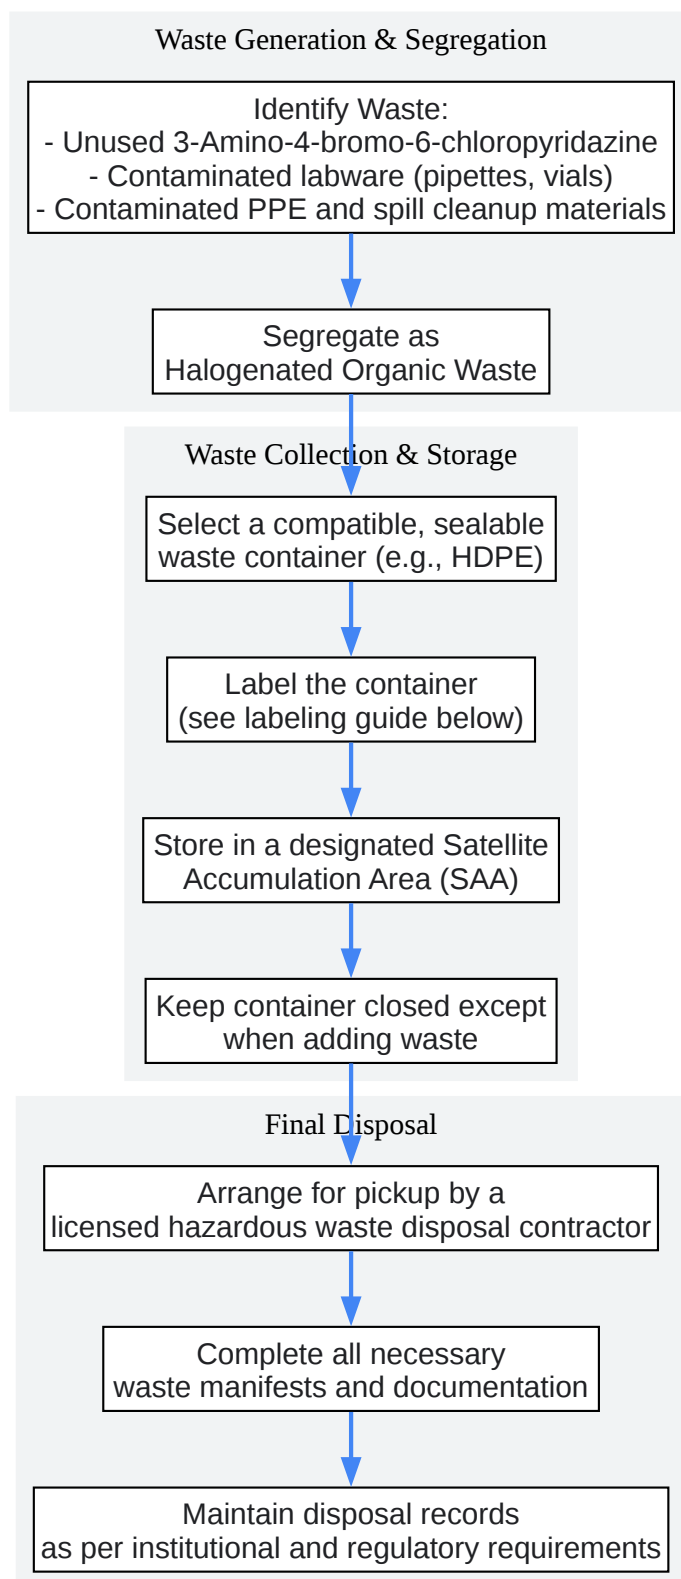 Waste Generation & Segregation
Identify Waste:
- Unused 3-Amino-4-bromo-6-chloropyridazine
- Contaminated labware (pipettes, vials)
- Contaminated PPE and spill cleanup materials
Segregate as
Halogenated Organic Waste
Waste Collection & Storage
Select a compatible, sealable
waste container (e.g., HDPE)
Label the container
(see labeling guide below)
Store in a designated Satellite
Accumulation Area (SAA)
Keep container closed except
when adding waste
Final Disposal
Arrange for pickup by a
licensed hazardous waste disposal contractor
Complete all necessary
waste manifests and documentation
Maintain disposal records
as per institutional and regulatory requirements